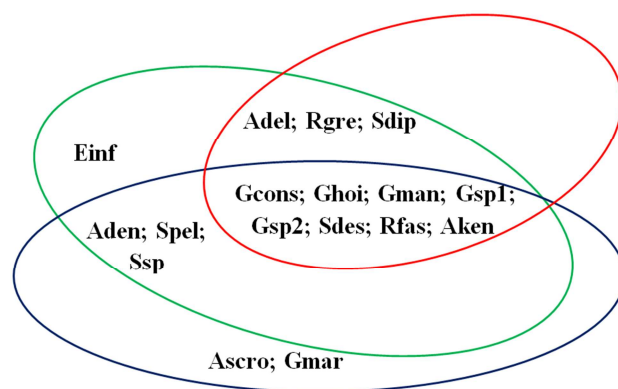 Adel; Rgre; Sdip
Einf
Gcons; Ghoi; Gman; Gsp1;
Gsp2; Sdes; Rfas; Aken
Aden; Spel;
Ssp
Ascro; Gmar